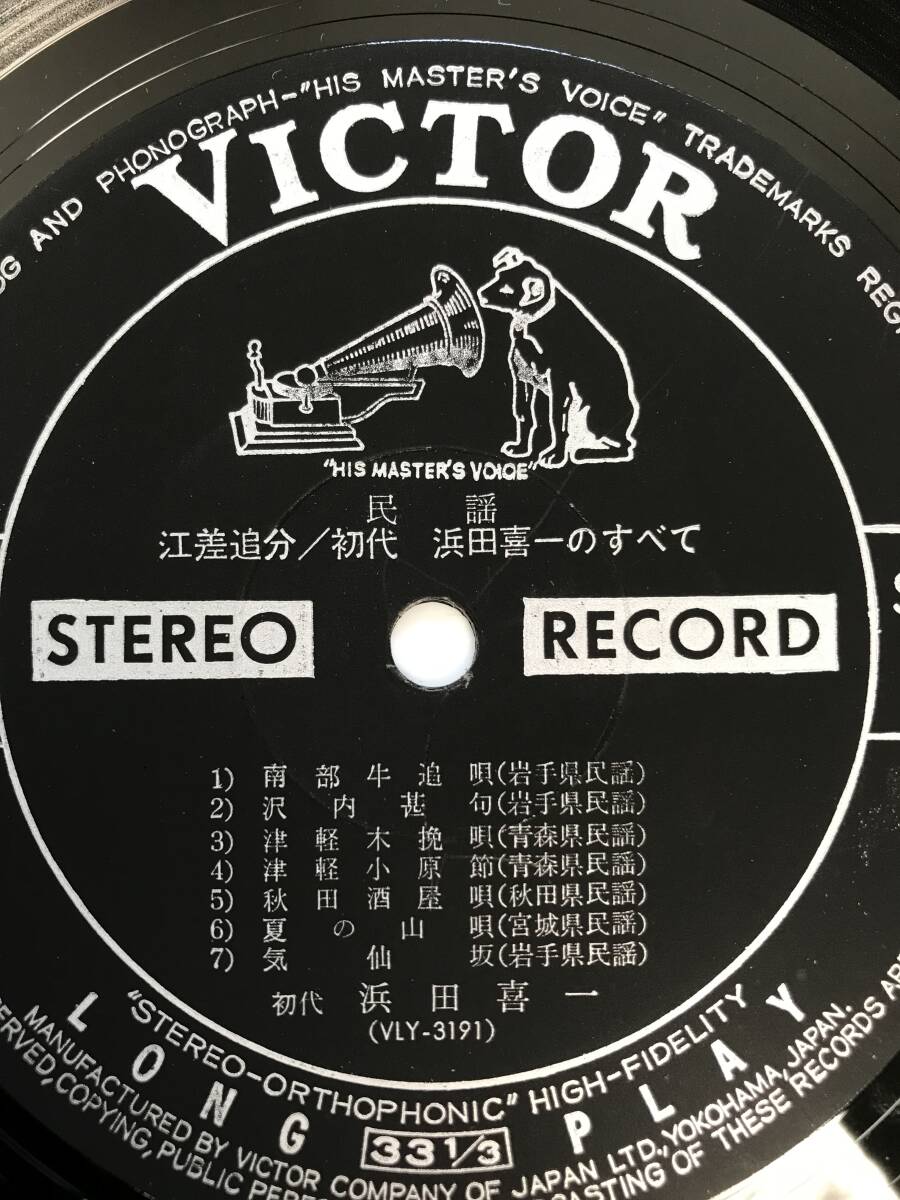 OG AND PHONOGRAPH-"HIS MASTER'S VOICE" TRADEMARKS REG
VICTOR
"HIS MASTER'S VOICE"
民謡
江差追分/初代 浜田喜一のすべて
STEREO RECORD
1) 南部牛追唄(岩手県民謡)
2) 沢内甚句(岩手県民謡)
3) 津軽木挽唄(青森県民謡)
4) 津軽小原節(青森県民謡)
5) 秋田酒屋唄(秋田県民謡)
6) 夏の山唄(宮城県民謡)
7) 気仙坂(岩手県民謡)
初代 浜田喜一
(VLY-3191)
"STEREO-ORTHOPHONIC" HIGH-FIDELITY
LONG 33 1/3 PLAY
MANUFACTURED BY VICTOR COMPANY OF JAPAN LTD., YOKOHAMA, JAPAN.
SERVED, COPYING, PUBLIC CASTING OF THESE RECORDS